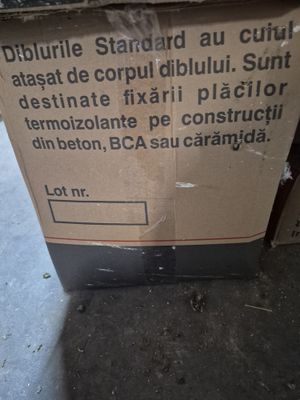 Diblurile Standard au cuiul
atașat de corpul diblului. Sunt
destinate fixării plăcilor
termoizolante pe construcții
din beton, BCA sau cărămidă.
Lot nr.